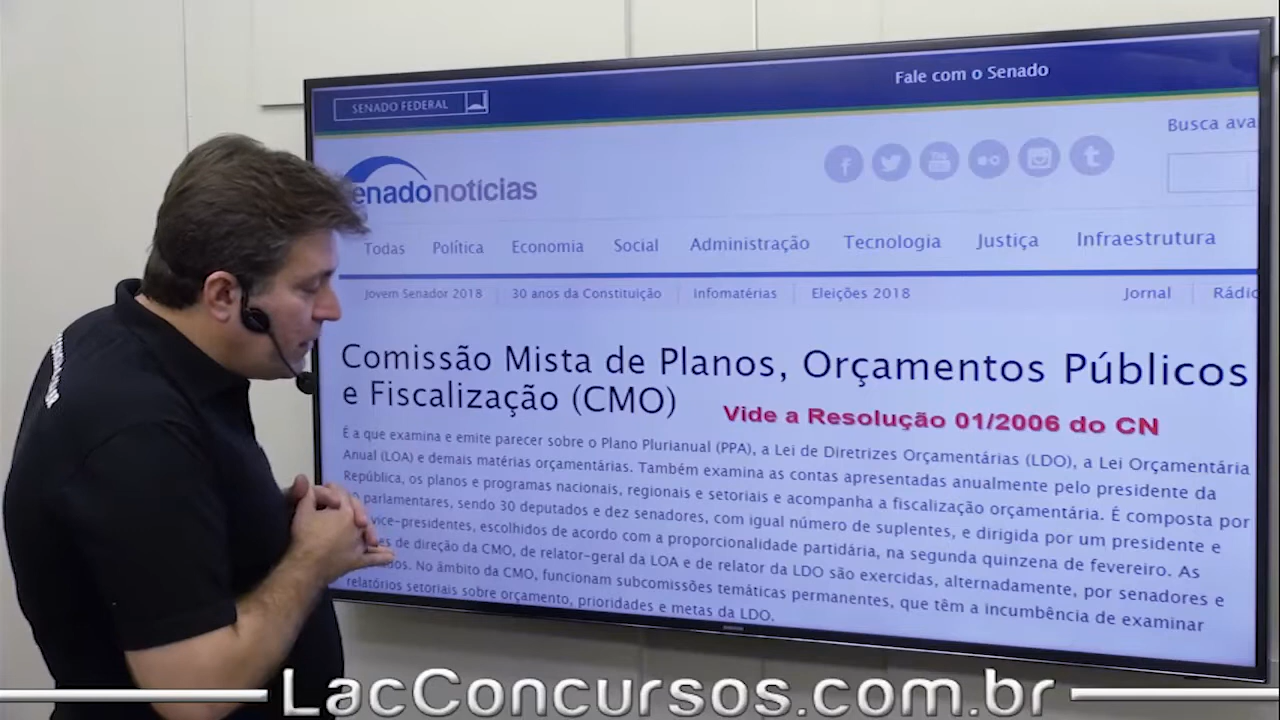 SENADO FEDERAL
Fale com o Senado
Busca ava
enadonotícias
Todas Política Economia Social Administração Tecnologia Justiça Infraestrutura
Jovem Senador 2018 30 anos da Constituição Infomatérias Eleições 2018 Jornal Rádio
Comissão Mista de Planos, Orçamentos Públicos
e Fiscalização (CMO)
Vide a Resolução 01/2006 do CN
É a que examina e emite parecer sobre o Plano Plurianual (PPA), a Lei de Diretrizes Orçamentárias (LDO), a Lei Orçamentária
Anual (LOA) e demais matérias orçamentárias. Também examina as contas apresentadas anualmente pelo presidente da
República, os planos e programas nacionais, regionais e setoriais e acompanha a fiscalização orçamentária. É composta por
parlamentares, sendo 30 deputados e dez senadores, com igual número de suplentes, e dirigida por um presidente e
vice-presidentes, escolhidos de acordo com a proporcionalidade partidária, na segunda quinzena de fevereiro. As
es de direção da CMO, de relator-geral da LOA e de relator da LDO são exercidas, alternadamente, por senadores e
dos. No âmbito da CMO, funcionam subcomissões temáticas permanentes, que têm a incumbência de examinar
relatórios setoriais sobre orçamento, prioridades e metas da LDO.
LacConcursos.com.br